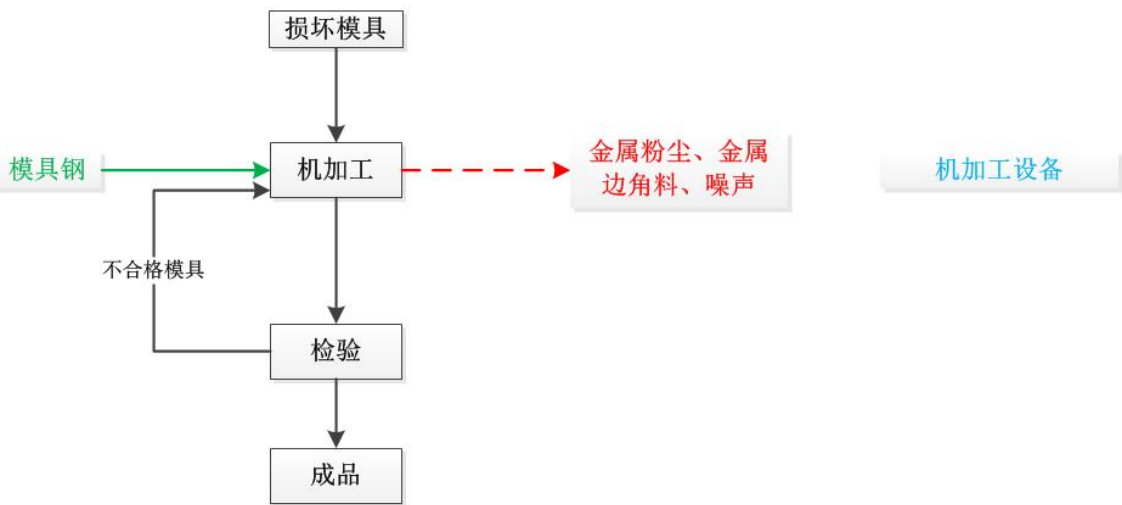 损坏模具
模具钢
机加工
金属粉尘、金属
边角料、噪声
机加工设备
不合格模具
检验
成品